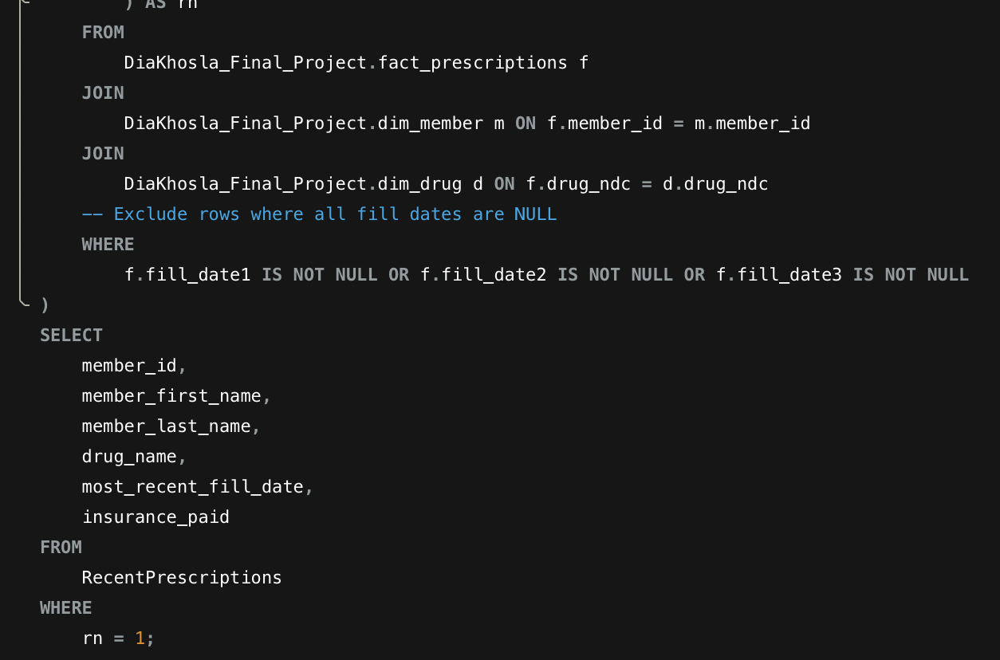 ) AS rn
FROM
DiaKhosla_Final_Project.fact_prescriptions f
JOIN
DiaKhosla_Final_Project.dim_member m ON f.member_id = m.member_id
JOIN
DiaKhosla_Final_Project.dim_drug d ON f.drug_ndc = d.drug_ndc
-- Exclude rows where all fill dates are NULL
WHERE
f.fill_date1 IS NOT NULL OR f.fill_date2 IS NOT NULL OR f.fill_date3 IS NOT NULL
)
SELECT
member_id,
member_first_name,
member_last_name,
drug_name,
most_recent_fill_date,
insurance_paid
FROM
RecentPrescriptions
WHERE
rn = 1;